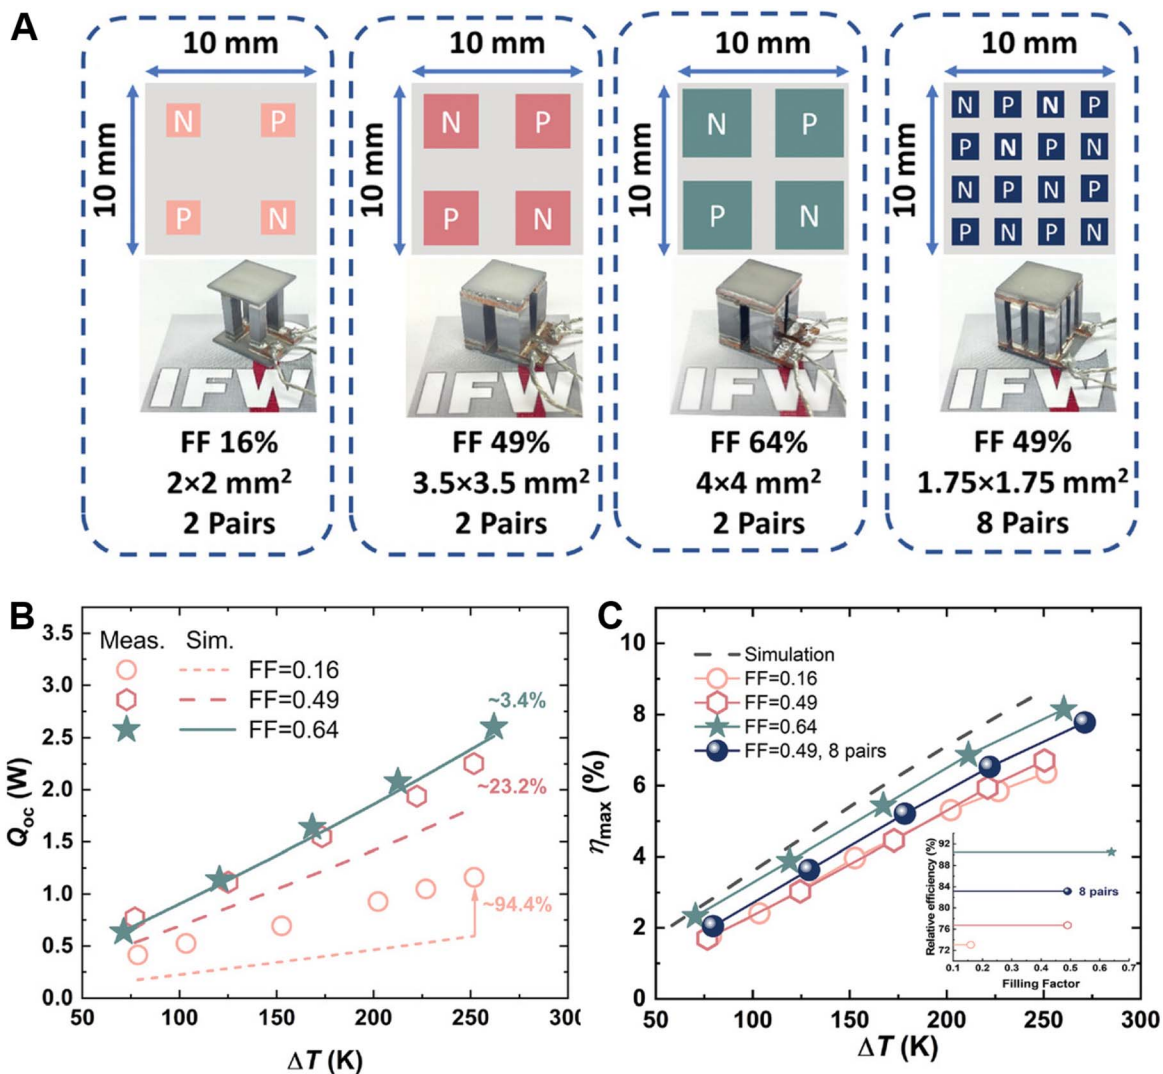 A
10 mm
10 mm
N P
P N
IFW
FF 16%
2×2 mm²
2 Pairs
10 mm
10 mm
N P
P N
IFW
FF 49%
3.5×3.5 mm²
2 Pairs
10 mm
10 mm
N P
P N
IFW
FF 64%
4×4 mm²
2 Pairs
10 mm
10 mm
N P N P
P N P N
N P N P
P N P N
IFW
FF 49%
1.75×1.75 mm²
8 Pairs
B
Meas. Sim.
FF=0.16
FF=0.49
FF=0.64
~3.4%
~23.2%
~94.4%
Q_oc (W)
3.5
3.0
2.5
2.0
1.5
1.0
0.5
0.0
50 100 150 200 250 300
ΔT (K)
C
Simulation
FF=0.16
FF=0.49
FF=0.64
FF=0.49, 8 pairs
η_max (%)
10
8
6
4
2
0
50 100 150 200 250 300
ΔT (K)
Relative efficiency (%)
92
88
84
80
76
72
8 pairs
0.1 0.2 0.3 0.4 0.5 0.6 0.7
Filling Factor